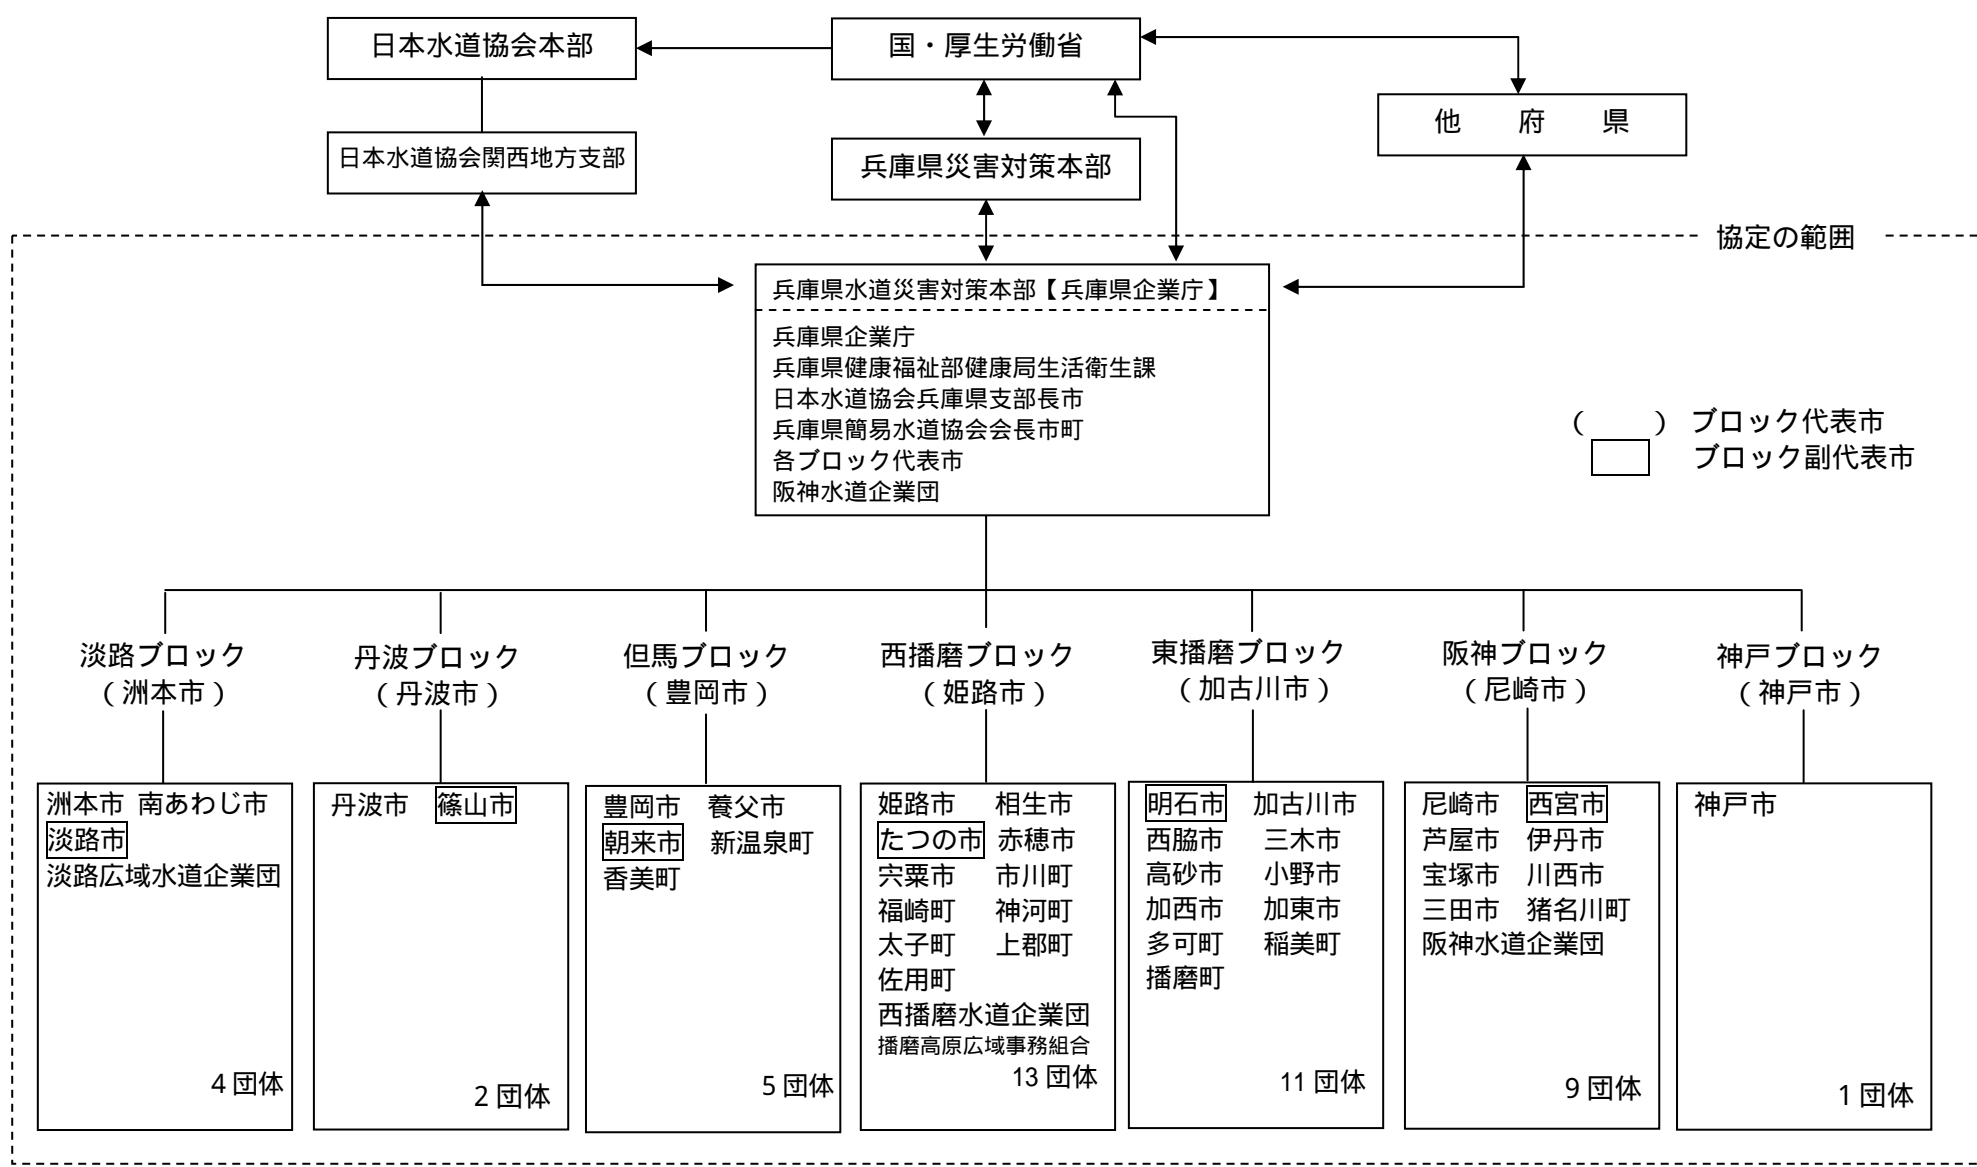 日本水道協会本部
国・厚生労働省
他　府　県
日本水道協会関西地方支部
兵庫県災害対策本部
協定の範囲
兵庫県水道災害対策本部【兵庫県企業庁】
兵庫県企業庁
兵庫県健康福祉部健康局生活衛生課
日本水道協会兵庫県支部長市
兵庫県簡易水道協会会長市町
各ブロック代表市
阪神水道企業団
(　　) ブロック代表市
ブロック副代表市
淡路ブロック
（洲本市）
丹波ブロック
（丹波市）
但馬ブロック
（豊岡市）
西播磨ブロック
（姫路市）
東播磨ブロック
（加古川市）
阪神ブロック
（尼崎市）
神戸ブロック
（神戸市）
洲本市 南あわじ市
淡路市
淡路広域水道企業団
4 団体
丹波市 篠山市
2 団体
豊岡市 養父市
朝来市 新温泉町
香美町
5 団体
姫路市 相生市
たつの市 赤穂市
宍粟市 市川町
福崎町 神河町
太子町 上郡町
佐用町
西播磨水道企業団
播磨高原広域事務組合
13 団体
明石市 加古川市
西脇市 三木市
高砂市 小野市
加西市 加東市
多可町 稲美町
播磨町
11 団体
尼崎市 西宮市
芦屋市 伊丹市
宝塚市 川西市
三田市 猪名川町
阪神水道企業団
9 団体
神戸市
1 団体